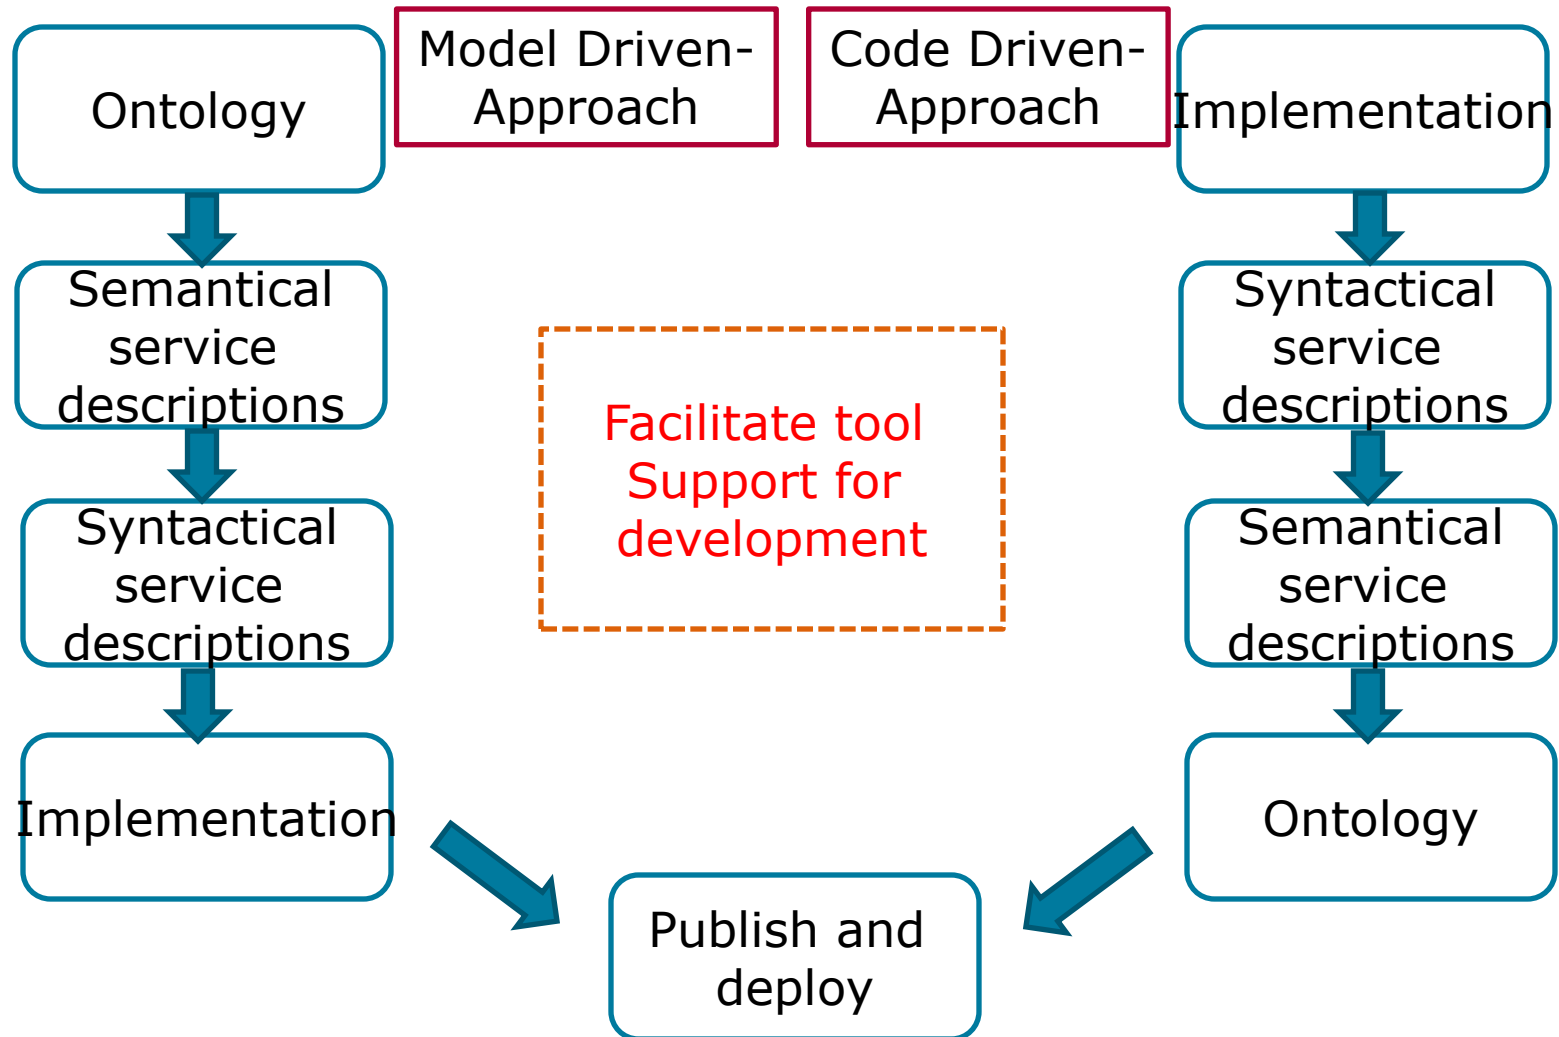 Model Driven-
Approach
Code Driven-
Approach
Ontology
Semantical
service
descriptions
Syntactical
service
descriptions
Implementation
Facilitate tool
Support for
development
Implementation
Syntactical
service
descriptions
Semantical
service
descriptions
Ontology
Publish and
deploy